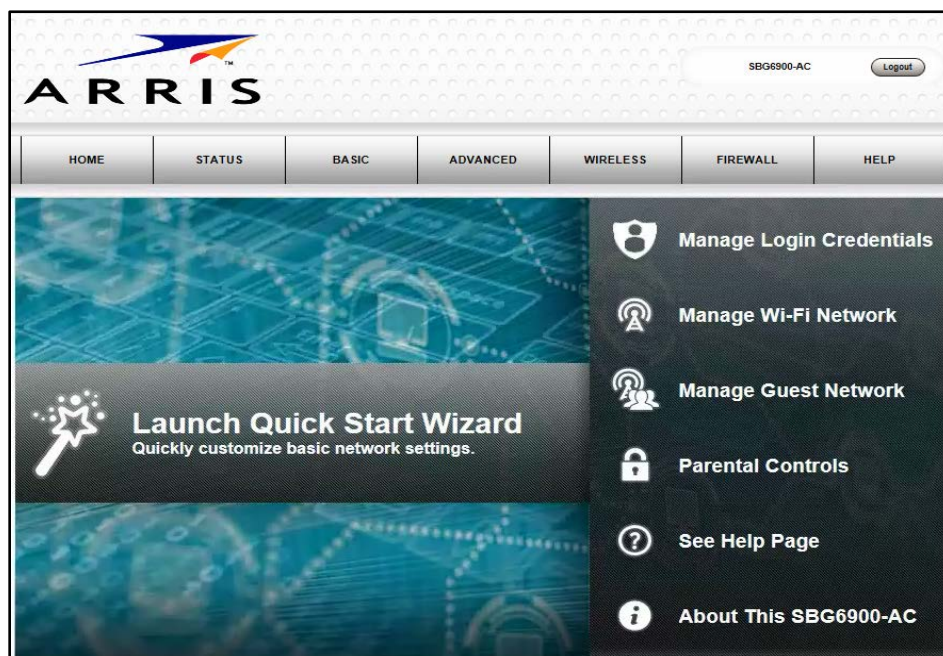 ARRIS
TM
SBG6900-AC
Logout
HOME STATUS BASIC ADVANCED WIRELESS FIREWALL HELP
Manage Login Credentials
Manage Wi-Fi Network
Manage Guest Network
Launch Quick Start Wizard
Quickly customize basic network settings.
Parental Controls
See Help Page
About This SBG6900-AC